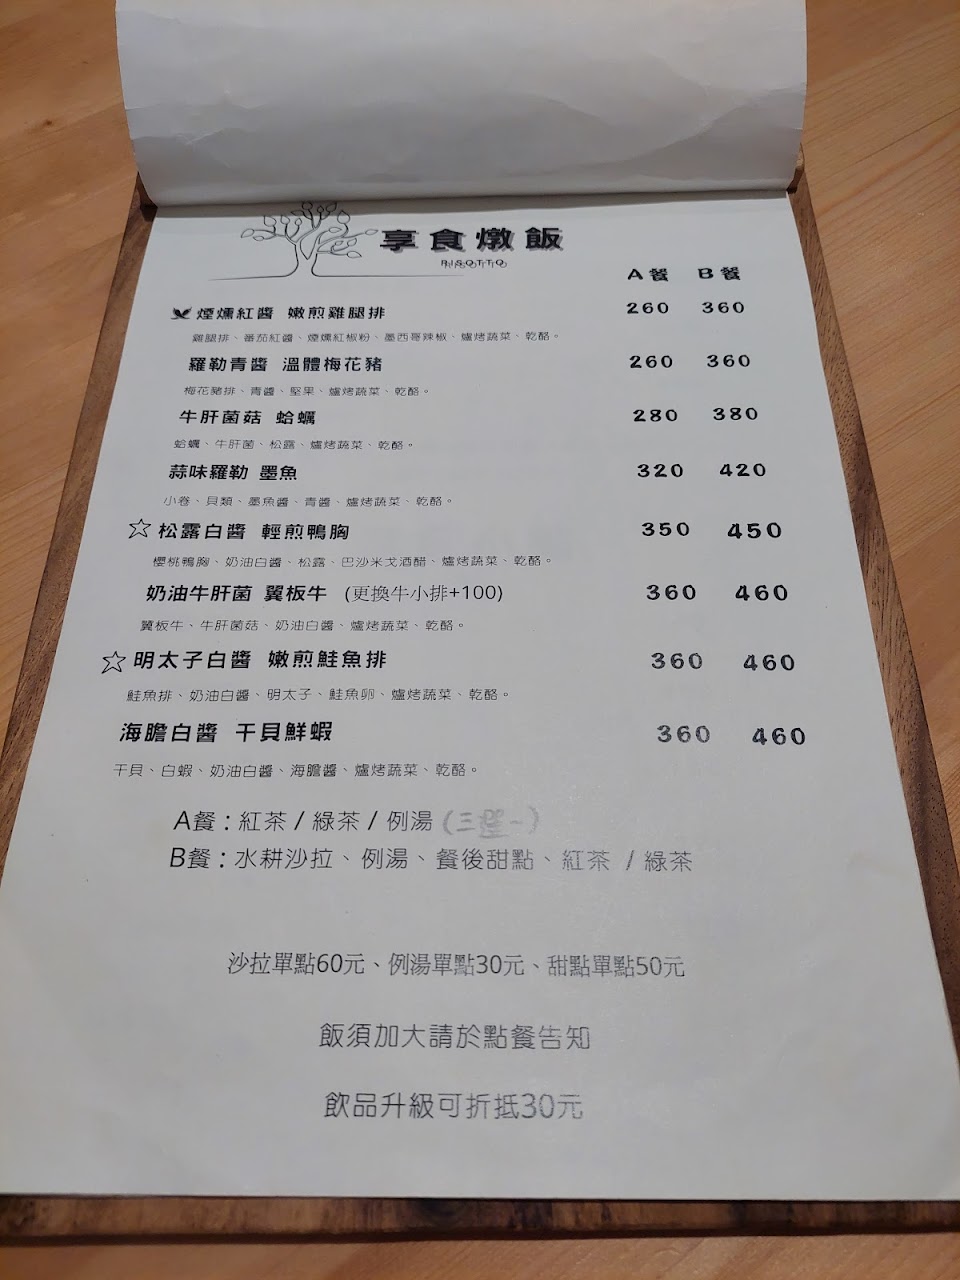 享食燉飯
RISOTTO
A餐 B餐
煙燻紅醬 嫩煎雞腿排 260 360
雞腿排、蕃茄紅醬、煙燻紅椒粉、墨西哥辣椒、爐烤蔬菜、乾酪。
羅勒青醬 溫體梅花豬 260 360
梅花豬排、青醬、堅果、爐烤蔬菜、乾酪。
牛肝菌菇 蛤蠣 280 380
蛤蠣、牛肝菌、松露、爐烤蔬菜、乾酪。
蒜味羅勒 墨魚 320 420
小卷、貝類、墨魚醬、青醬、爐烤蔬菜、乾酪。
☆松露白醬 輕煎鴨胸 350 450
櫻桃鴨胸、奶油白醬、松露、巴沙米戈酒醋、爐烤蔬菜、乾酪。
奶油牛肝菌 翼板牛 (更換牛小排+100) 360 460
翼板牛、牛肝菌菇、奶油白醬、爐烤蔬菜、乾酪。
☆明太子白醬 嫩煎鮭魚排 360 460
鮭魚排、奶油白醬、明太子、鮭魚卵、爐烤蔬菜、乾酪。
海膽白醬 干貝鮮蝦 360 460
干貝、白蝦、奶油白醬、海膽醬、爐烤蔬菜、乾酪。
A餐：紅茶 / 綠茶 / 例湯 (三選一)
B餐：水耕沙拉、例湯、餐後甜點、紅茶 / 綠茶
沙拉單點60元、例湯單點30元、甜點單點50元
飯須加大請於點餐告知
飲品升級可折抵30元